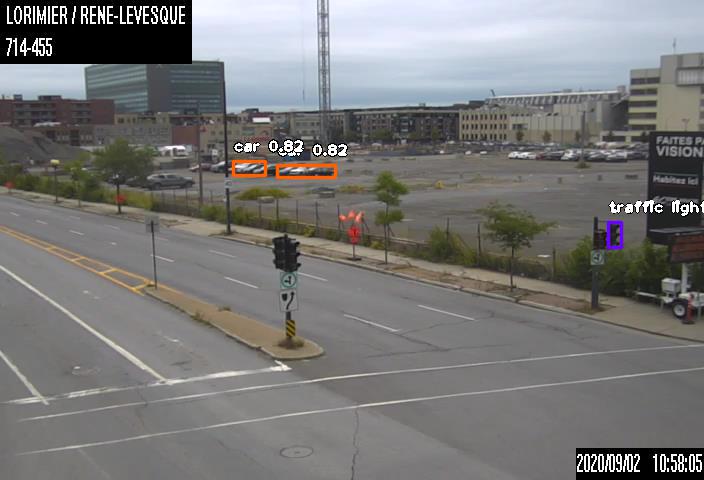 LORIMIER / RENE-LEVESQUE
714-455
car 0.82
car 0.82
traffic light
FAITES P
VISION
Habitez ici
2020/09/02 10:58:05